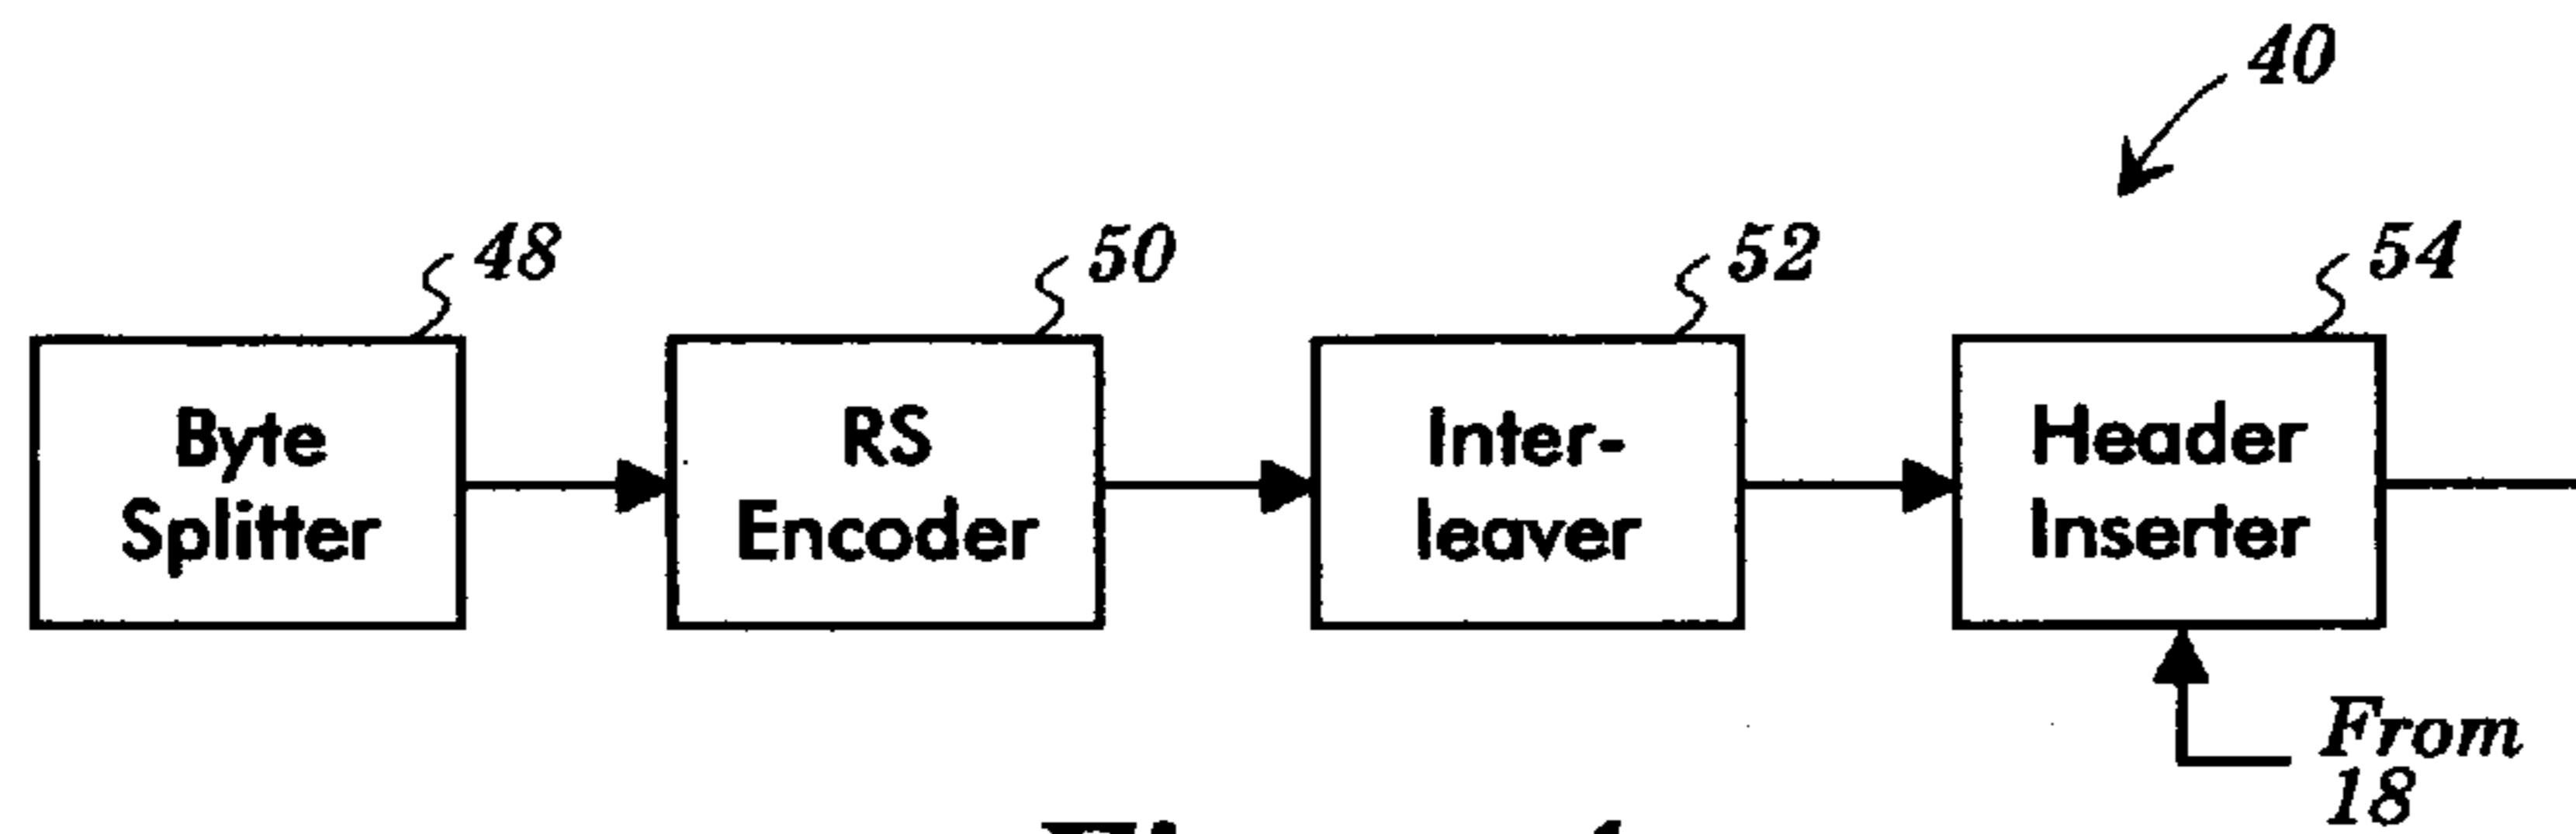 40
48
50
52
54
Byte
Splitter
RS
Encoder
Inter-
leaver
Header
Inserter
From
18